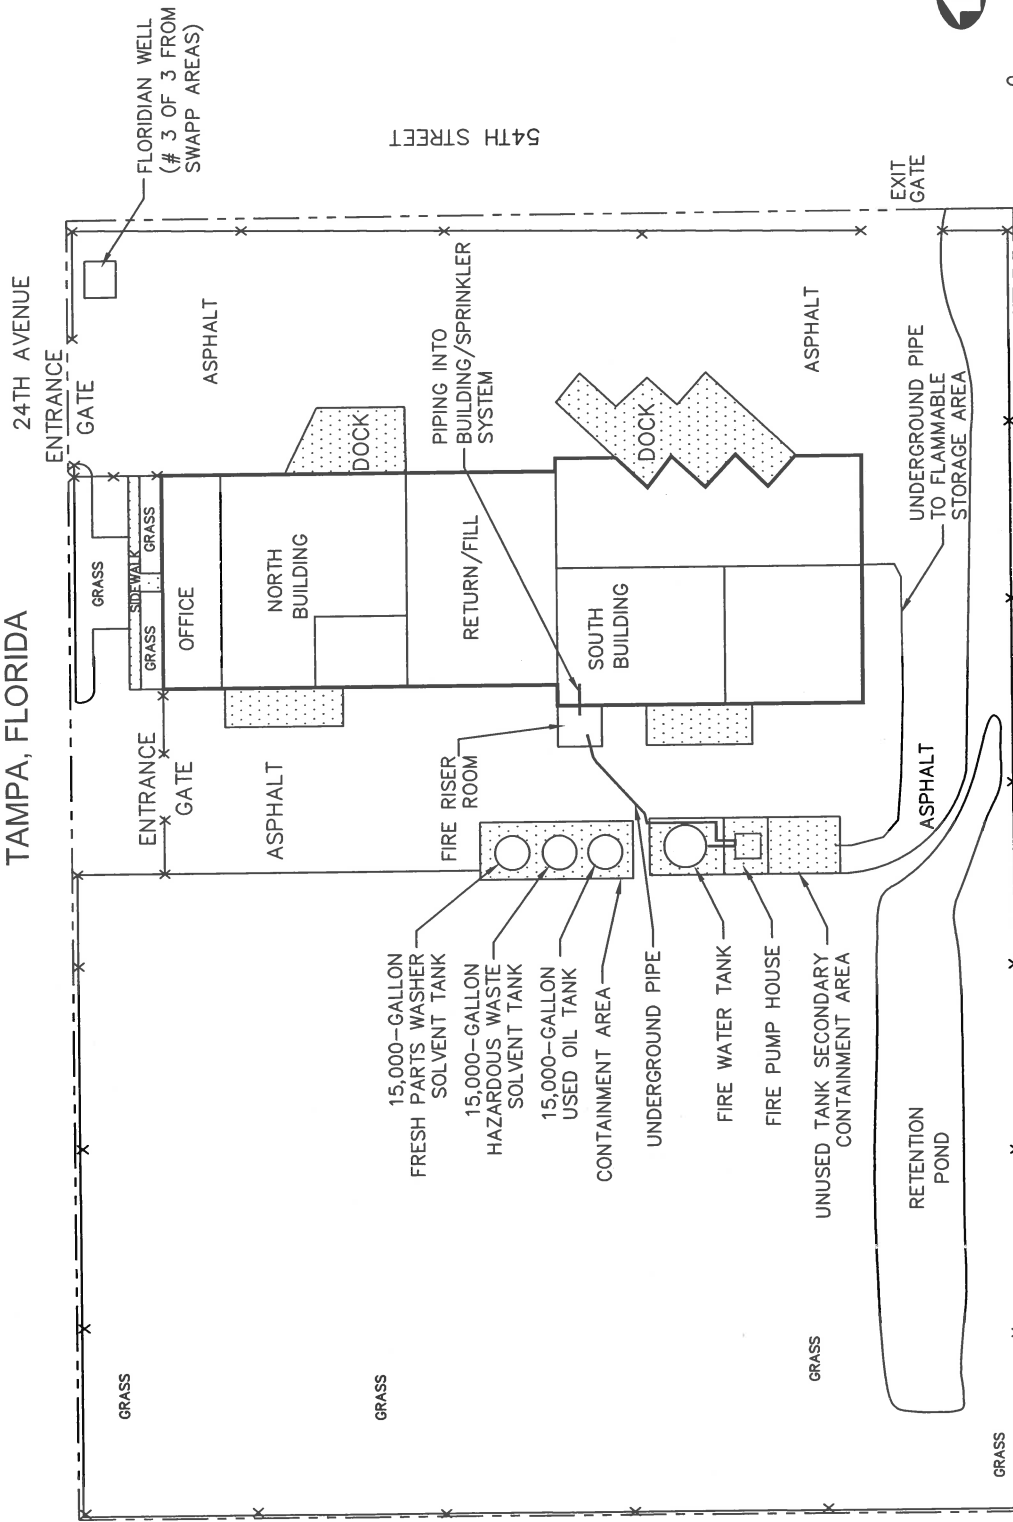 TAMPA, FLORIDA
24TH AVENUE
ENTRANCE
GATE
FLORIDIAN WELL
(# 3 OF 3 FROM
SWAPP AREAS)
54TH STREET
GRASS
SIDEWALK
GRASS
GRASS
OFFICE
ENTRANCE
GATE
ASPHALT
ASPHALT
NORTH
BUILDING
DOCK
RETURN/FILL
PIPING INTO
BUILDING/SPRINKLER
SYSTEM
FIRE RISER
ROOM
SOUTH
BUILDING
DOCK
ASPHALT
EXIT
GATE
UNDERGROUND PIPE
TO FLAMMABLE
STORAGE AREA
ASPHALT
15,000-GALLON
FRESH PARTS WASHER
SOLVENT TANK
15,000-GALLON
HAZARDOUS WASTE
SOLVENT TANK
15,000-GALLON
USED OIL TANK
CONTAINMENT AREA
UNDERGROUND PIPE
FIRE WATER TANK
FIRE PUMP HOUSE
UNUSED TANK SECONDARY
CONTAINMENT AREA
RETENTION
POND
GRASS
GRASS
GRASS
GRASS